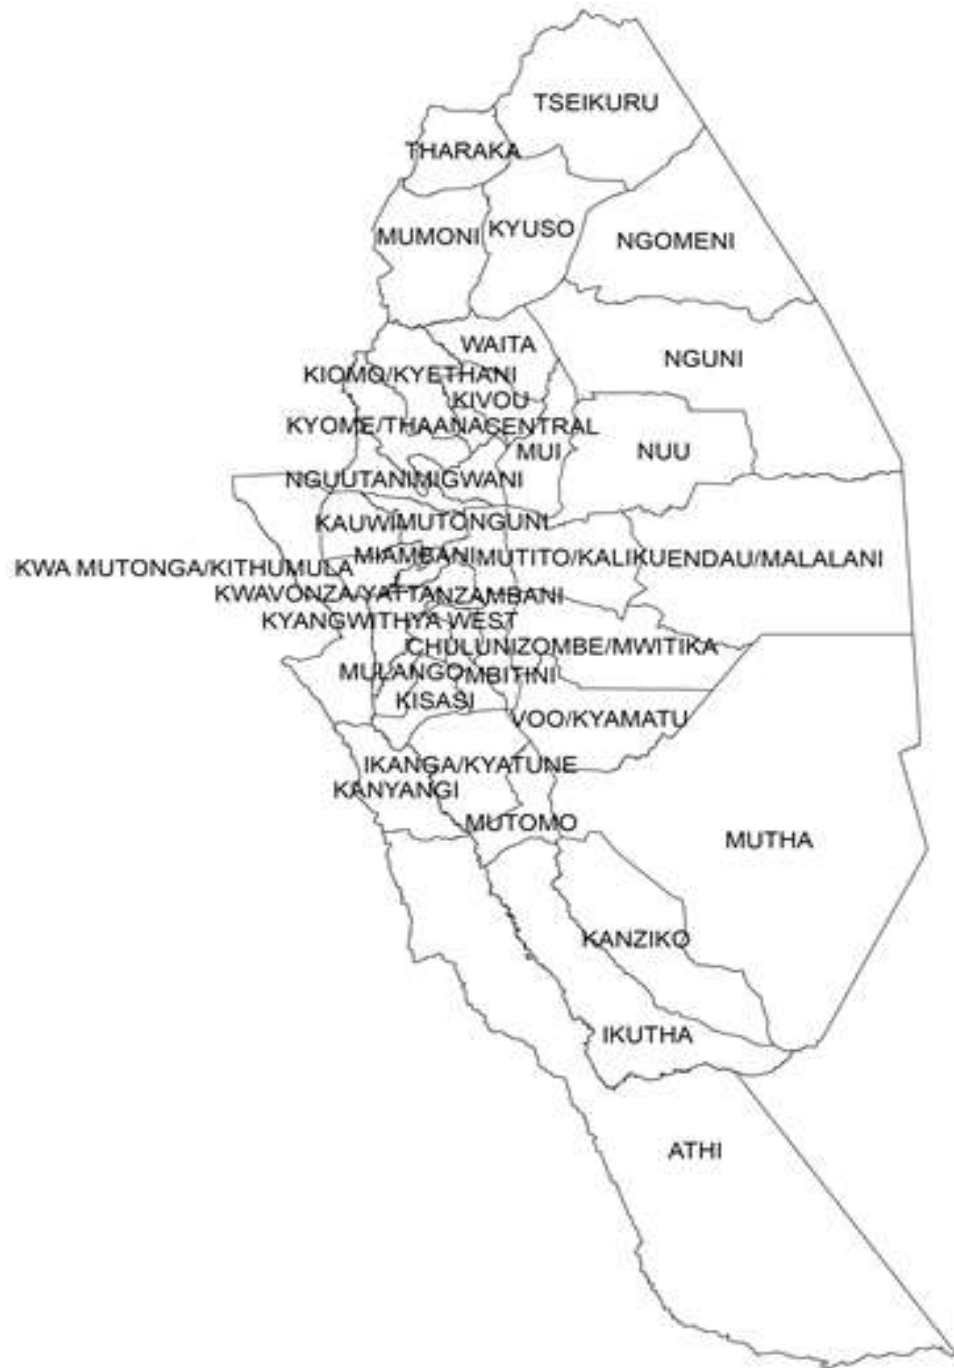 TSEIKURU
THARAKA
KYUSO
MUMONI
NGOMENI
WAITA
NGUNI
KIOMO/KYETHANI
KIVOU
KYOME/THAANA
CENTRAL
MUI
NUU
NGUUTANI
MIGWANI
KAUWI
MUTONGUNI
MIAMBANI
MUTITO/KALIKU
ENDAU/MALALANI
KWA MUTONGA/KITHUMULA
KWAVONZA/YATTA
NZAMBANI
KYANGWITHYA WEST
CHULUNI
ZOMBE/MWITIKA
MULANGO
MBITINI
KISASI
VOO/KYAMATU
IKANGA/KYATUNE
KANYANGI
MUTOMO
MUTHA
KANZIKO
IKUTHA
ATHI